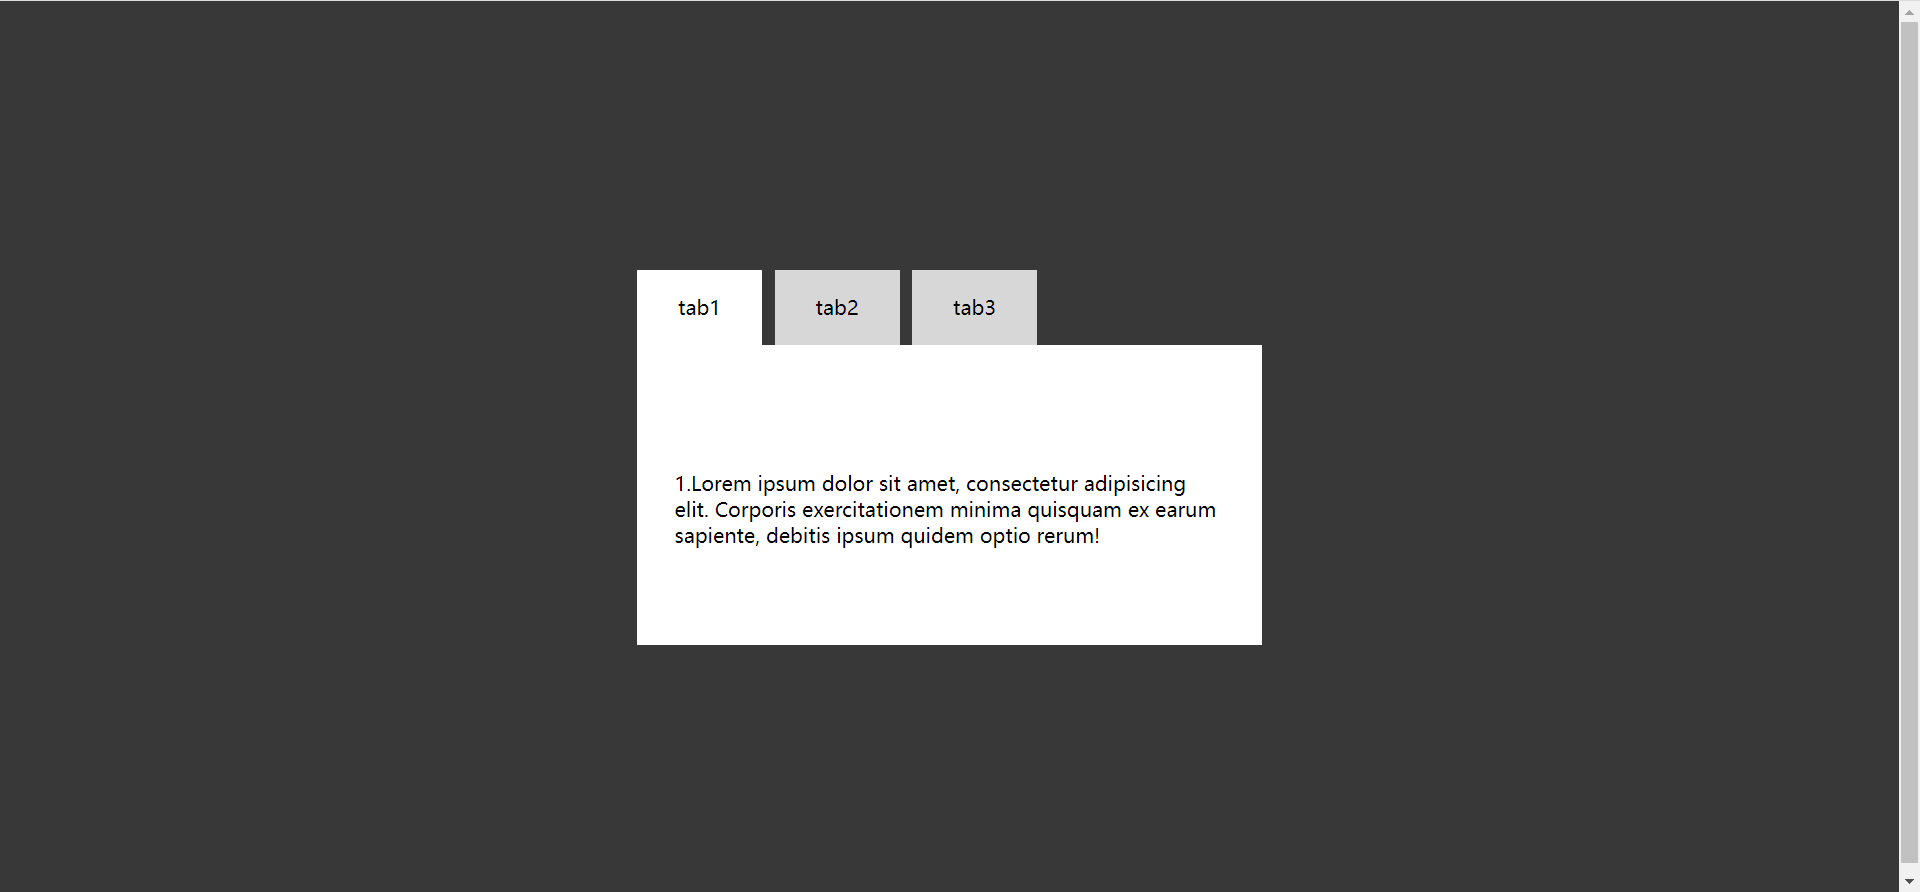 tab1 tab2 tab3
1.Lorem ipsum dolor sit amet, consectetur adipisicing
elit. Corporis exercitationem minima quisquam ex earum
sapiente, debitis ipsum quidem optio rerum!